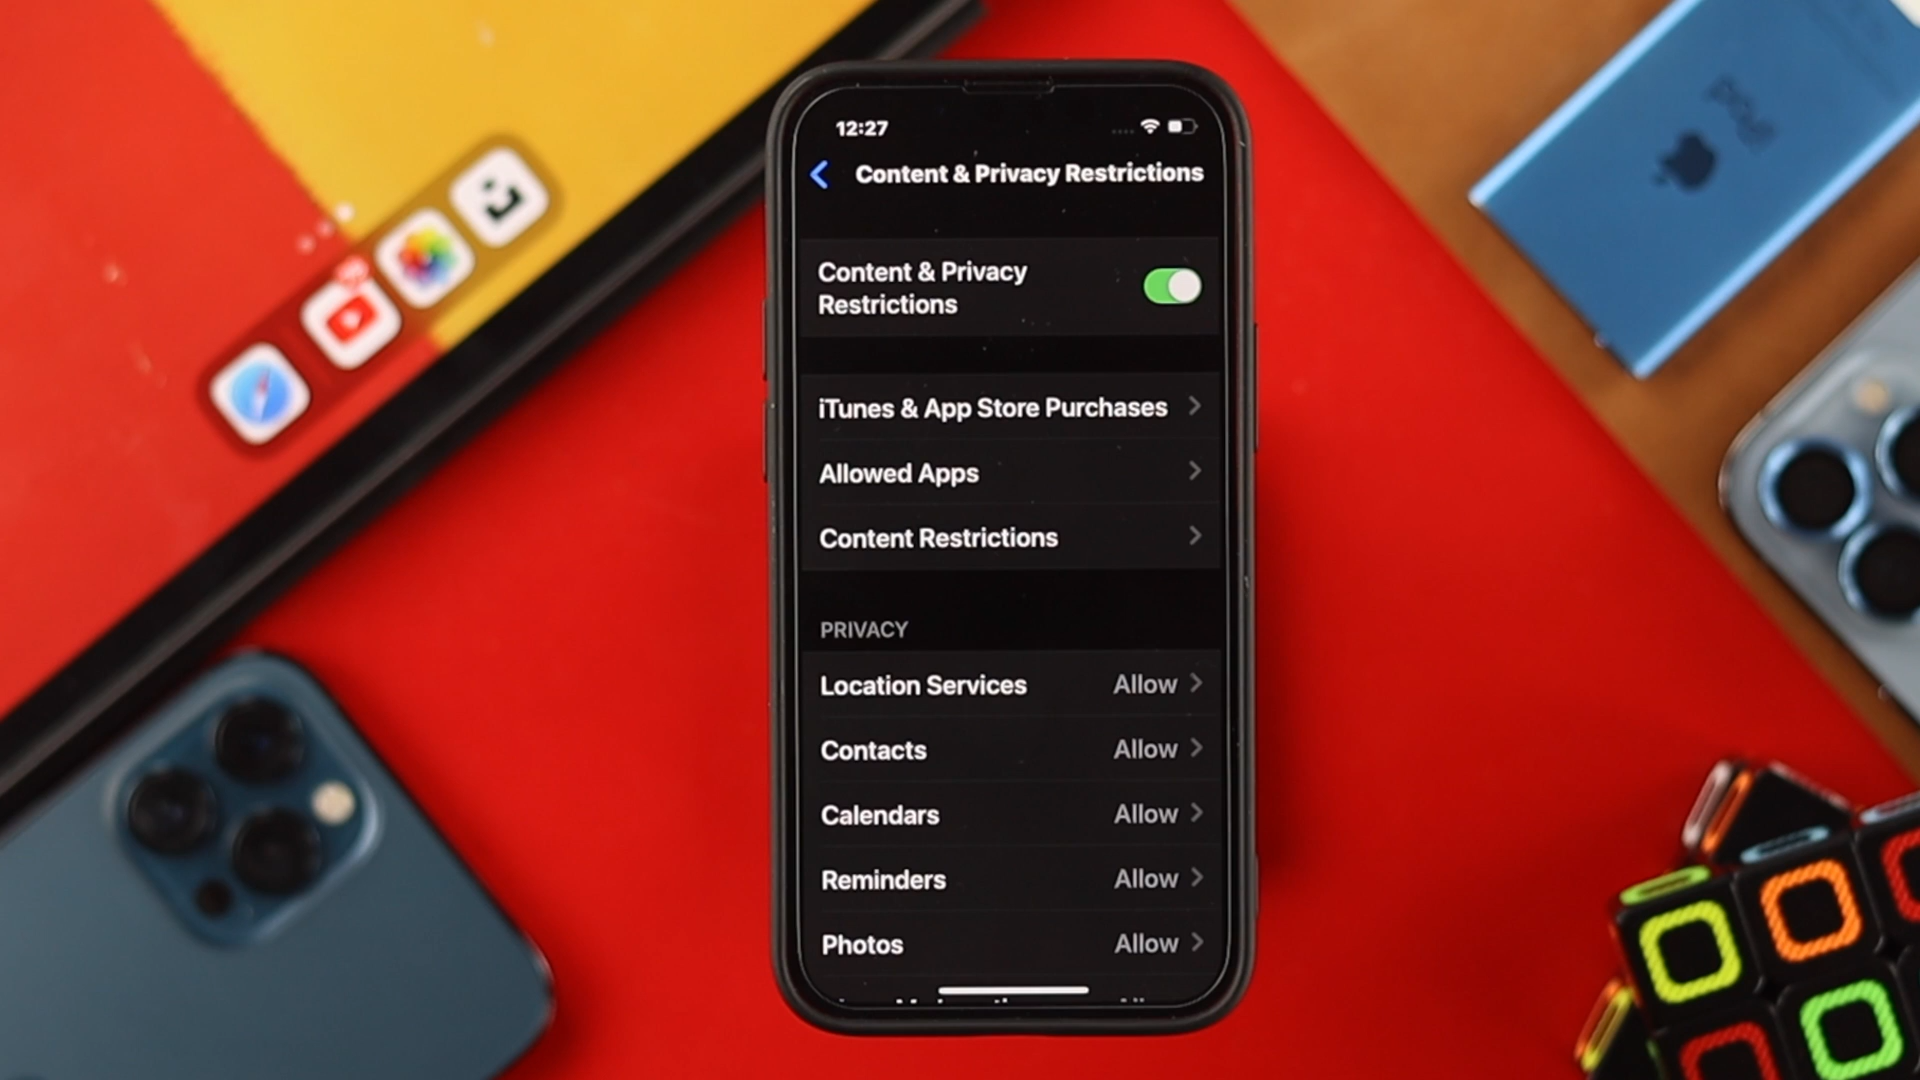 12:27
Content & Privacy Restrictions
Content & Privacy
Restrictions
iTunes & App Store Purchases
Allowed Apps
Content Restrictions
PRIVACY
Location Services Allow
Contacts Allow
Calendars Allow
Reminders Allow
Photos Allow
iPod